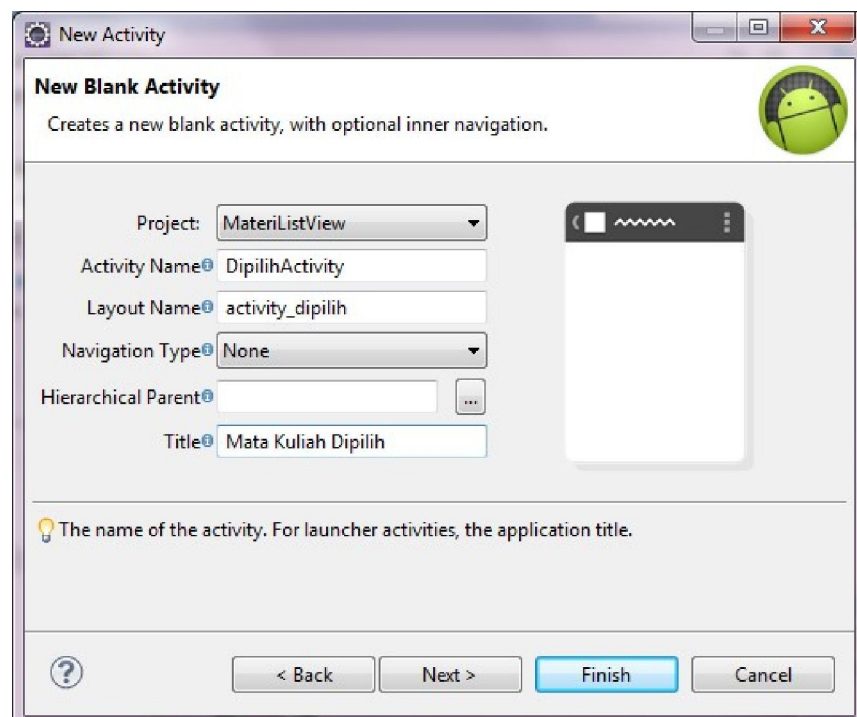 New Activity
New Blank Activity
Creates a new blank activity, with optional inner navigation.
Project: MateriListView
Activity Name DipilihActivity
Layout Name activity_dipilih
Navigation Type None
Hierarchical Parent ...
Title Mata Kuliah Dipilih
The name of the activity. For launcher activities, the application title.
? < Back Next > Finish Cancel